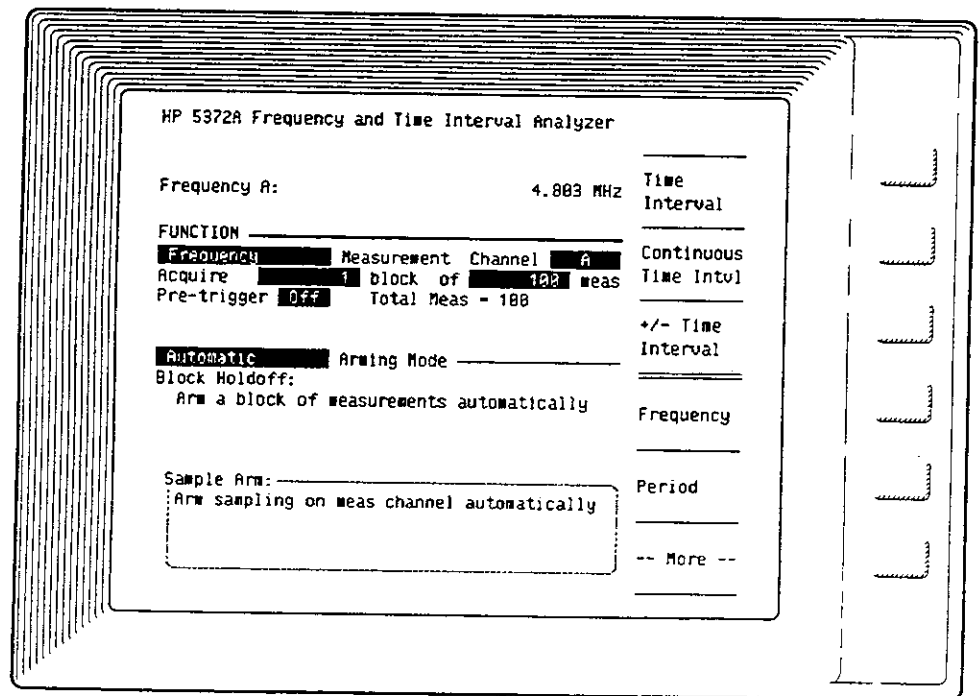 HP 5372A Frequency and Time Interval Analyzer
Frequency A: 4.803 MHz
FUNCTION
Frequency Measurement Channel A
Acquire 1 block of 100 meas
Pre-trigger Off Total Meas = 100
Automatic Arming Mode
Block Holdoff:
Arm a block of measurements automatically
Sample Arm:
Arm sampling on meas channel automatically
Time
Interval
Continuous
Time Intvl
+/- Time
Interval
Frequency
Period
-- More --